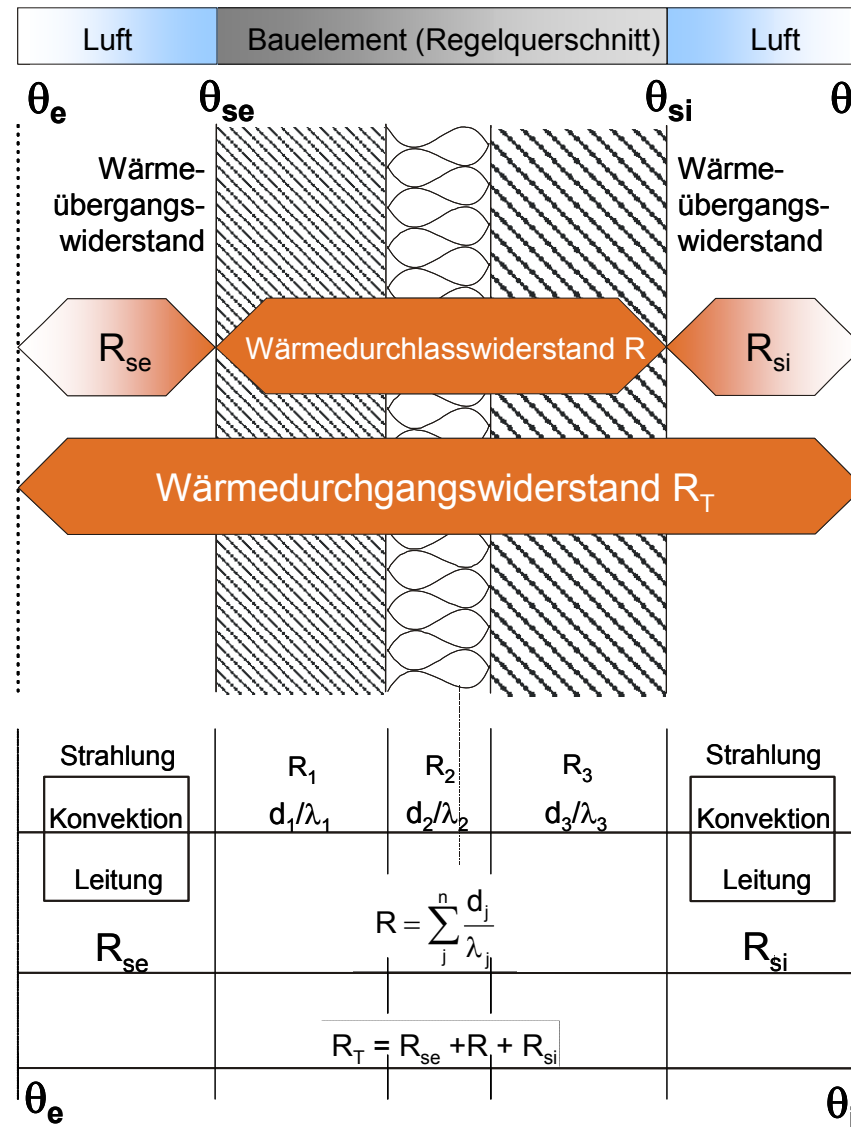 Luft Bauelement (Regelquerschnitt) Luft
θe θse θsi θ
Wärme-
übergangs-
widerstand
Wärme-
übergangs-
widerstand
Rse Wärmedurchlasswiderstand R Rsi
Wärmedurchgangswiderstand RT
Strahlung R1 R2 R3 Strahlung
Konvektion d1/λ1 d2/λ2 d3/λ3 Konvektion
Leitung Leitung
R = ∑ j n dj/λj
Rse Rsi
RT = Rse +R + Rsi
θe θi